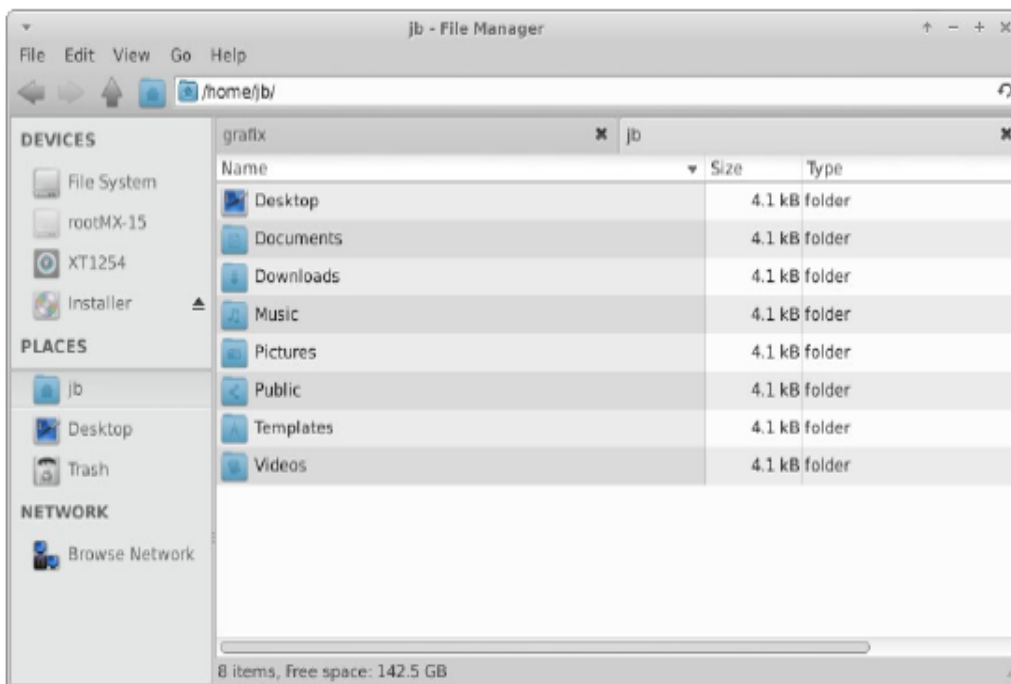 jb - File Manager
File Edit View Go Help
/home/jb/
DEVICES
File System
rootMX-15
XT1254
Installer
PLACES
jb
Desktop
Trash
NETWORK
Browse Network
grafix jb
Name Size Type
Desktop 4.1 kB folder
Documents 4.1 kB folder
Downloads 4.1 kB folder
Music 4.1 kB folder
Pictures 4.1 kB folder
Public 4.1 kB folder
Templates 4.1 kB folder
Videos 4.1 kB folder
8 items, Free space: 142.5 GB